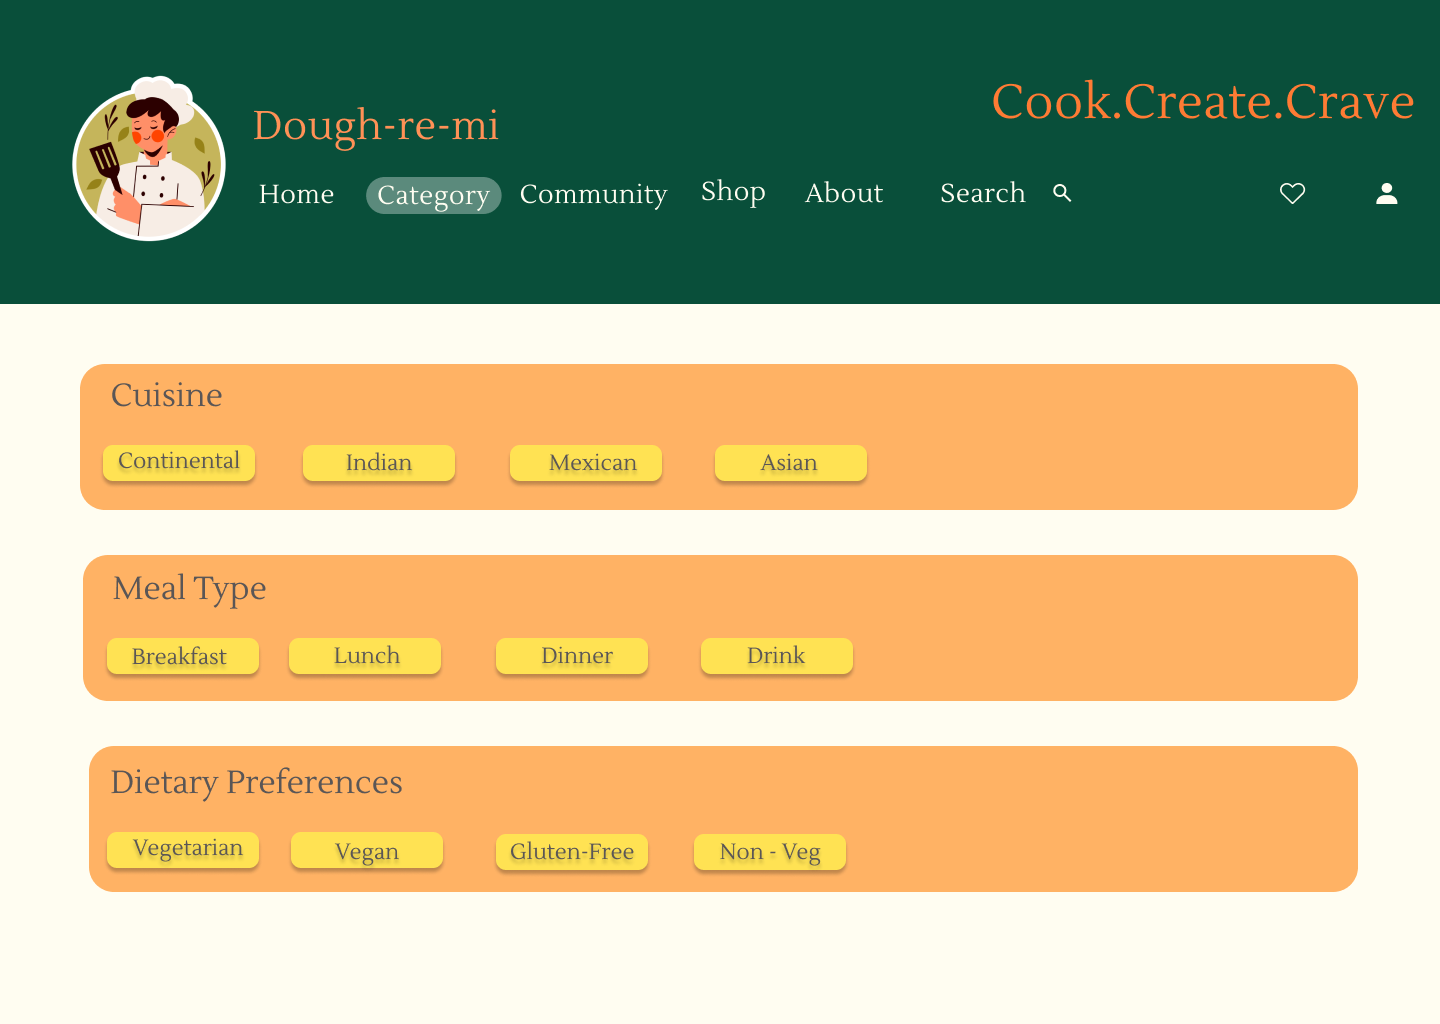 Cook.Create.Crave
Dough-re-mi
Home Category Community Shop About Search
Cuisine
Continental Indian Mexican Asian
Meal Type
Breakfast Lunch Dinner Drink
Dietary Preferences
Vegetarian Vegan Gluten-Free Non - Veg